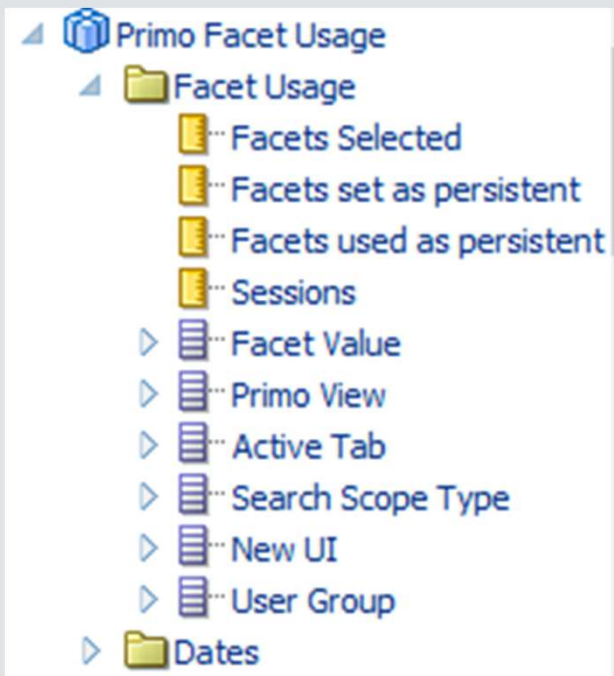 Primo Facet Usage
Facet Usage
Facets Selected
Facets set as persistent
Facets used as persistent
Sessions
Facet Value
Primo View
Active Tab
Search Scope Type
New UI
User Group
Dates